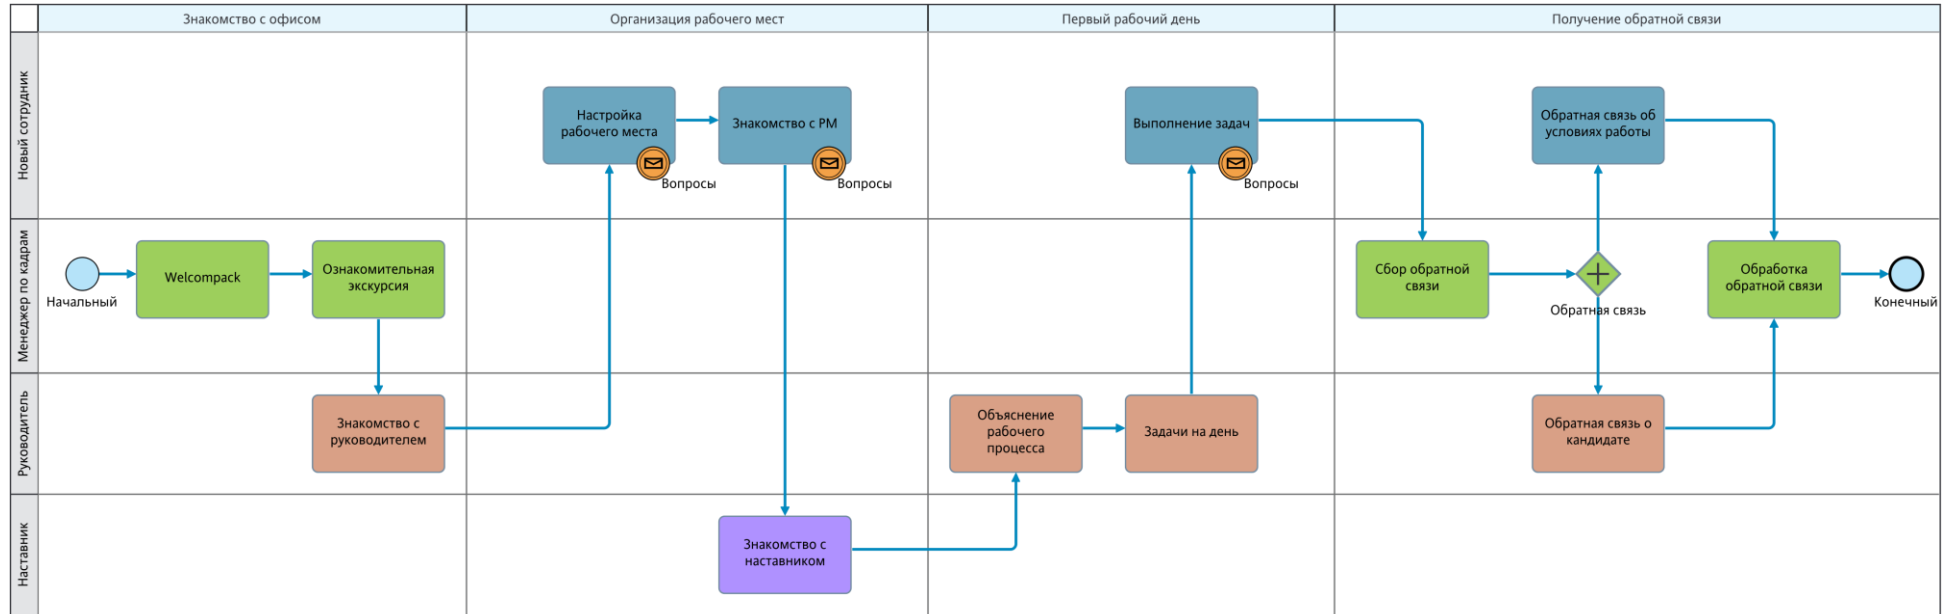 Знакомство с офисом
Организация рабочего мест
Первый рабочий день
Получение обратной связи
Новый сотрудник
Настройка
рабочего места
Вопросы
Знакомство с PM
Вопросы
Выполнение задач
Вопросы
Обратная связь об
условиях работы
Менеджер по кадрам
Начальный
Welcompack
Ознакомительная
экскурсия
Сбор обратной
связи
Обратная связь
Обработка
обратной связи
Конечный
Руководитель
Знакомство с
руководителем
Объяснение
рабочего
процесса
Задачи на день
Обратная связь о
кандидате
Наставник
Знакомство с
наставником